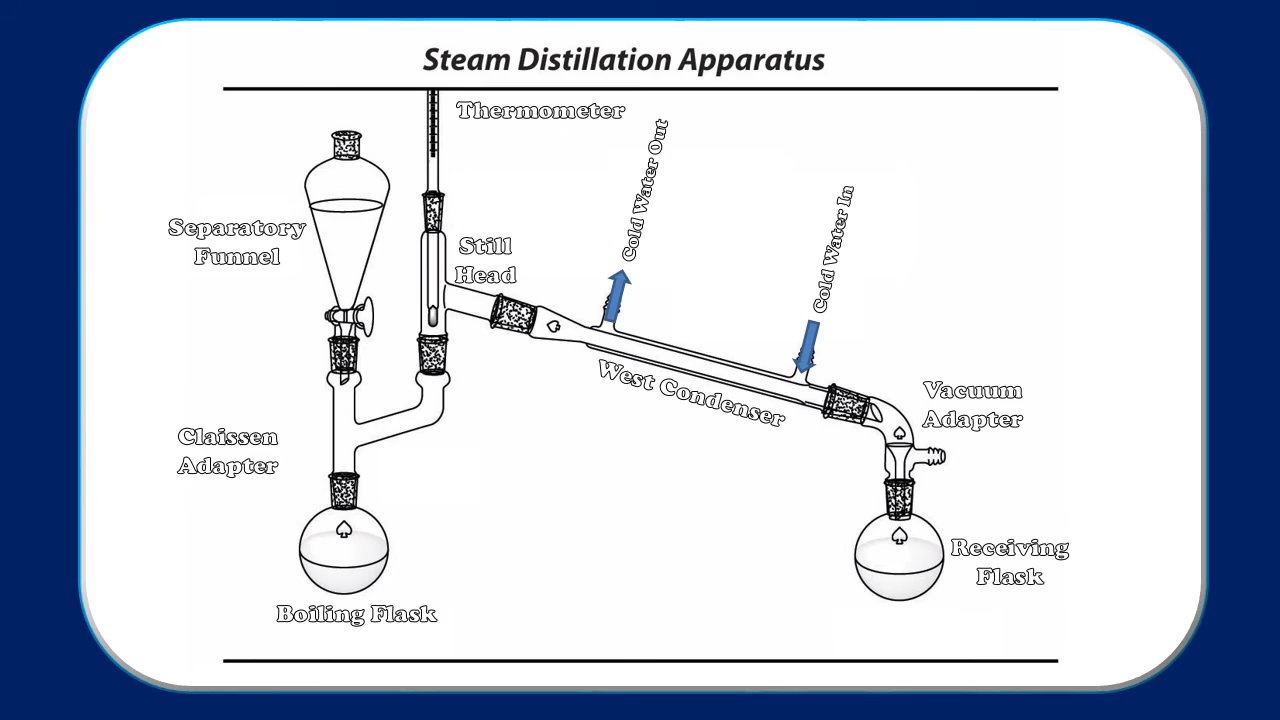 Steam Distillation Apparatus
Thermometer
Cold Water Out
Cold Water In
Separatory
Funnel
Still
Head
West Condenser
Vacuum
Adapter
Claissen
Adapter
Receiving
Flask
Boiling Flask